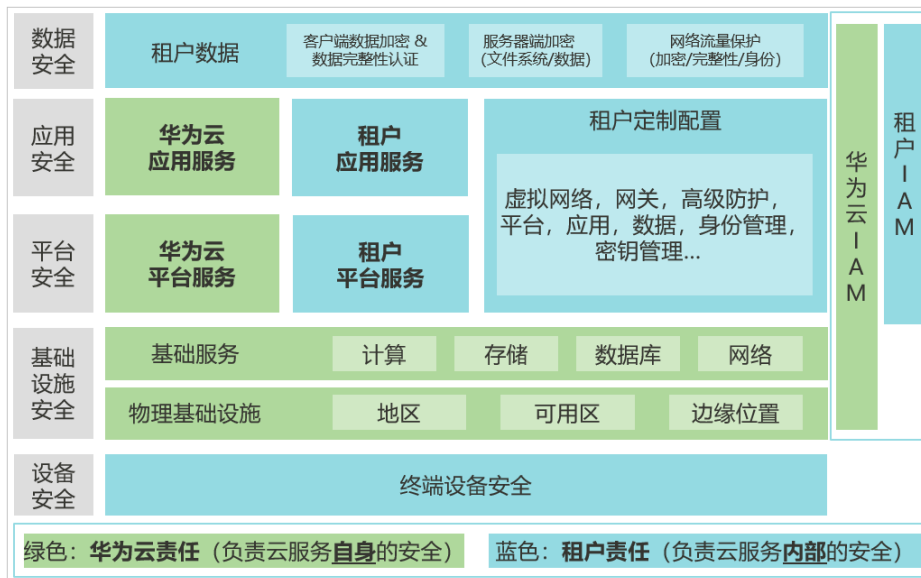 数据
安全
租户数据
客户端数据加密 &
数据完整性认证
服务器端加密
(文件系统/数据)
网络流量保护
(加密/完整性/身份)
应用
安全
华为云
应用服务
租户
应用服务
租户定制配置
虚拟网络，网关，高级防护，
平台，应用，数据，身份管理，
密钥管理...
平台
安全
华为云
平台服务
租户
平台服务
基础
设施
安全
基础服务
计算
存储
数据库
网络
物理基础设施
地区
可用区
边缘位置
设备
安全
终端设备安全
华为云IAM
租户IAM
绿色：华为云责任（负责云服务自身的安全）
蓝色：租户责任（负责云服务内部的安全）